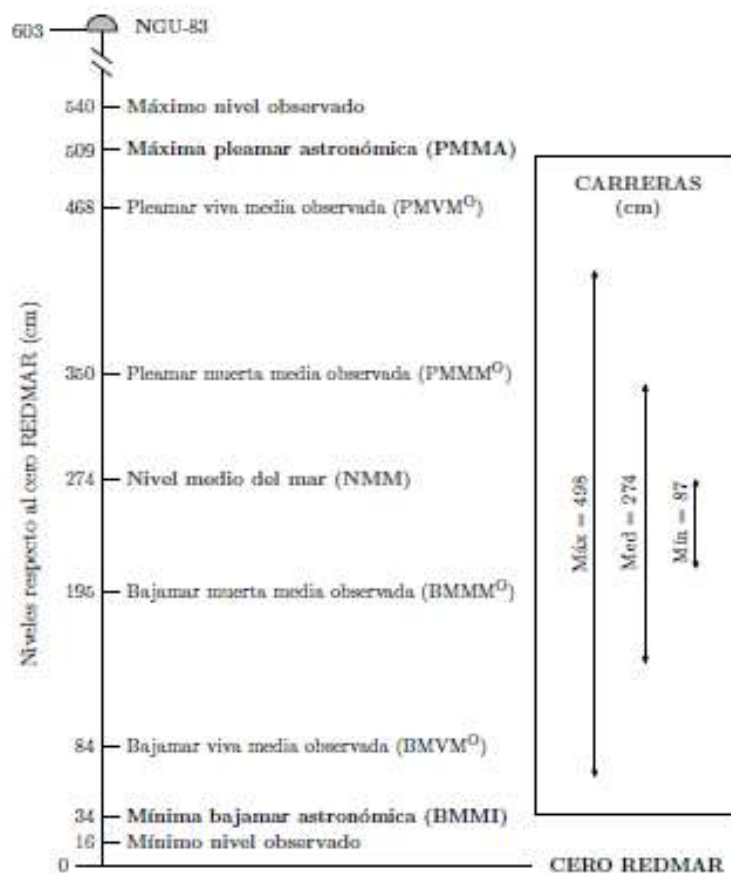 603 NGU-83
540 Máximo nivel observado
509 Máxima pleamar astronómica (PMMA)
CARRERAS
(cm)
468 Pleamar viva media observada (PMVM^O)
350 Pleamar muerta media observada (PMMM^O)
274 Nivel medio del mar (NMM)
195 Bajamar muerta media observada (BMMM^O)
84 Bajamar viva media observada (BMVM^O)
34 Mínima bajamar astronómica (BMMI)
16 Mínimo nivel observado
0 CERO REDMAR
Niveles respecto al cero REDMAR (cm)
Máx = 498
Med = 274
Mín = 87